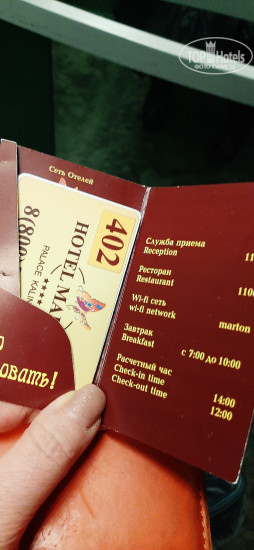 TOP Hotels
Сеть Отелей
402
HOTEL MA
PALACE KALIN
8(800
овать!
Служба приема
Reception
11
Ресторан
Restaurant
110
Wi-fi сеть
wi-fi network
marton
Завтрак
Breakfast
с 7:00 до 10:00
Расчетный час
Check-in time
14:00
Check-out time
12:00